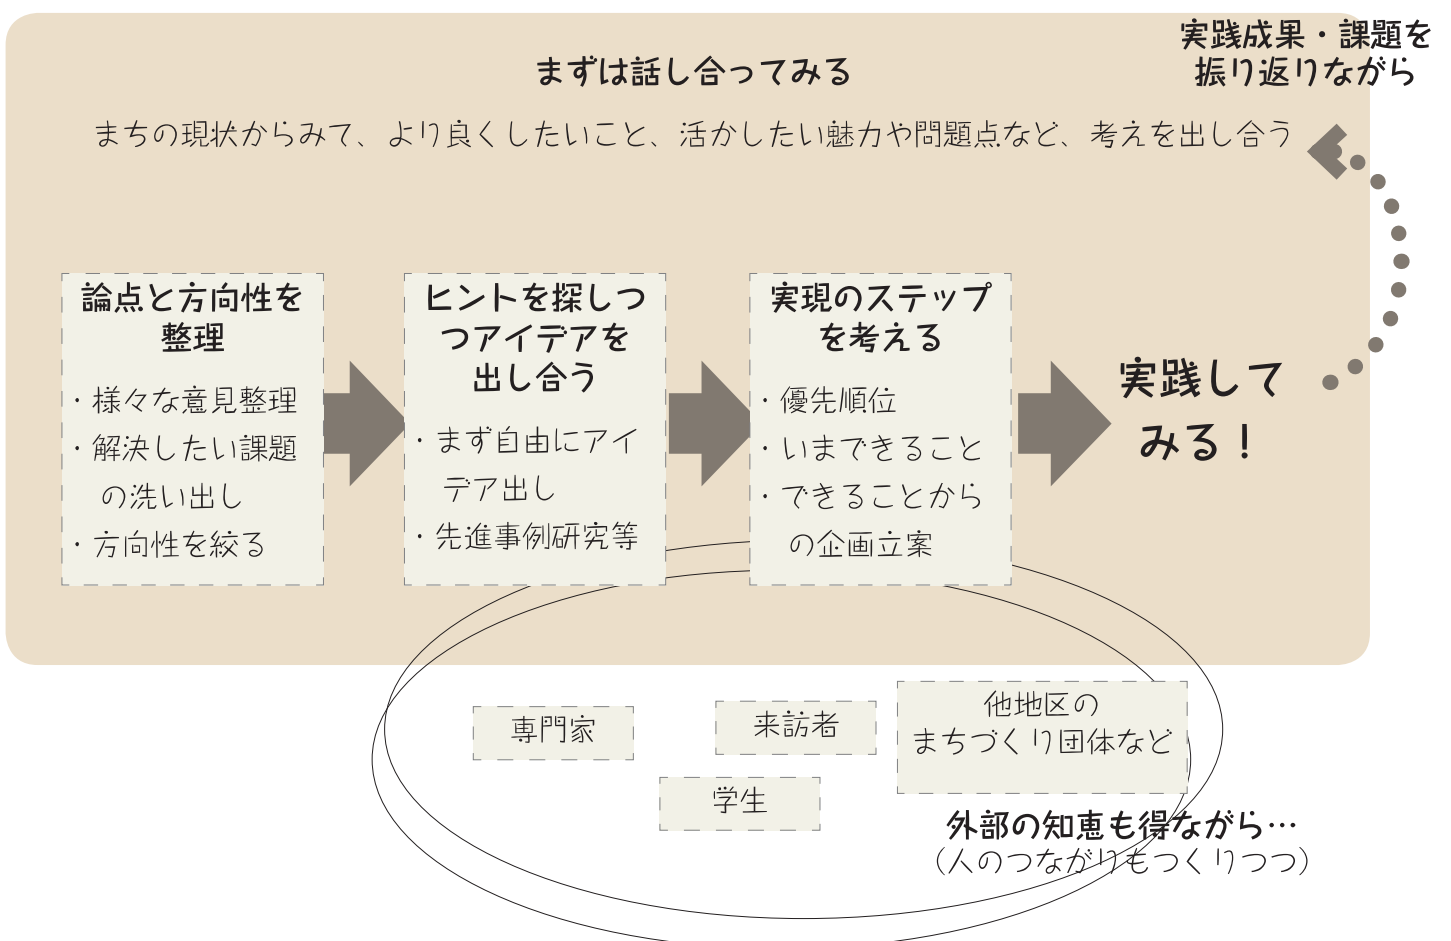 実践成果・課題を
振り返りながら
まずは話し合ってみる
まちの現状からみて、より良くしたいこと、活かしたい魅力や問題点など、考えを出し合う
論点と方向性を
整理
・様々な意見整理
・解決したい課題
の洗い出し
・方向性を絞る
ヒントを探しつ
つアイデアを
出し合う
・まず自由にアイ
デア出し
・先進事例研究等
実現のステップ
を考える
・優先順位
・いまできること
・できることから
の企画立案
実践して
みる！
専門家
来訪者
他地区の
まちづくり団体など
学生
外部の知恵も得ながら…
（人のつながりもつくりつつ）